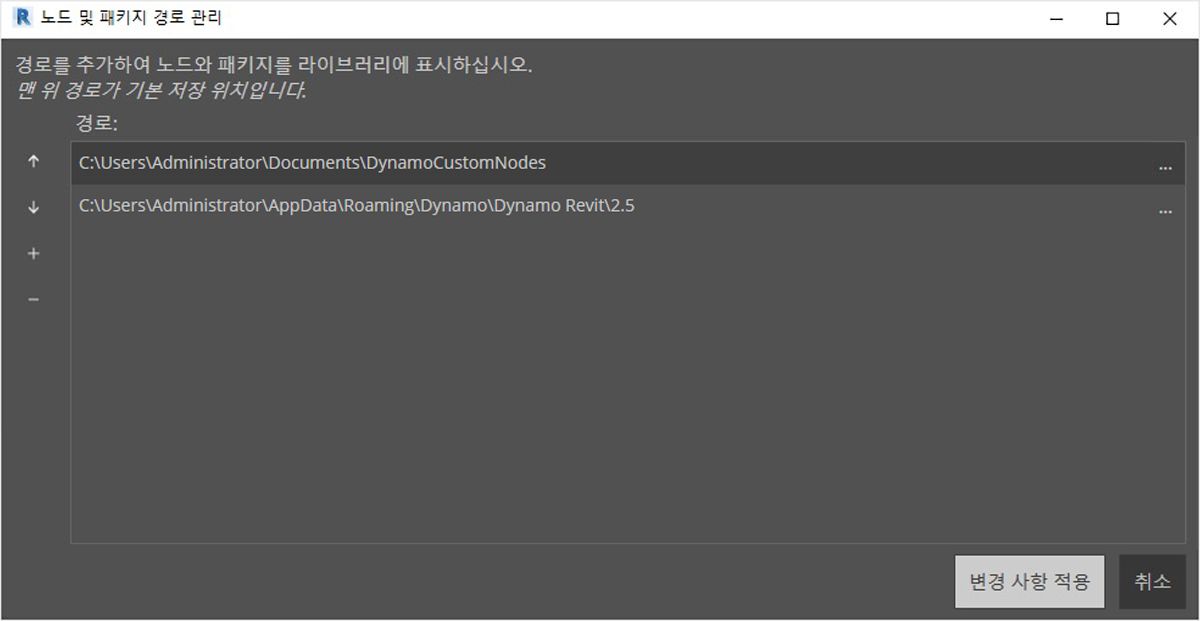 노드 및 패키지 경로 관리
경로를 추가하여 노드와 패키지를 라이브러리에 표시하십시오.
맨 위 경로가 기본 저장 위치입니다.
경로:
C:\Users\Administrator\Documents\DynamoCustomNodes ...
C:\Users\Administrator\AppData\Roaming\Dynamo\Dynamo Revit\2.5 ...
변경 사항 적용 취소